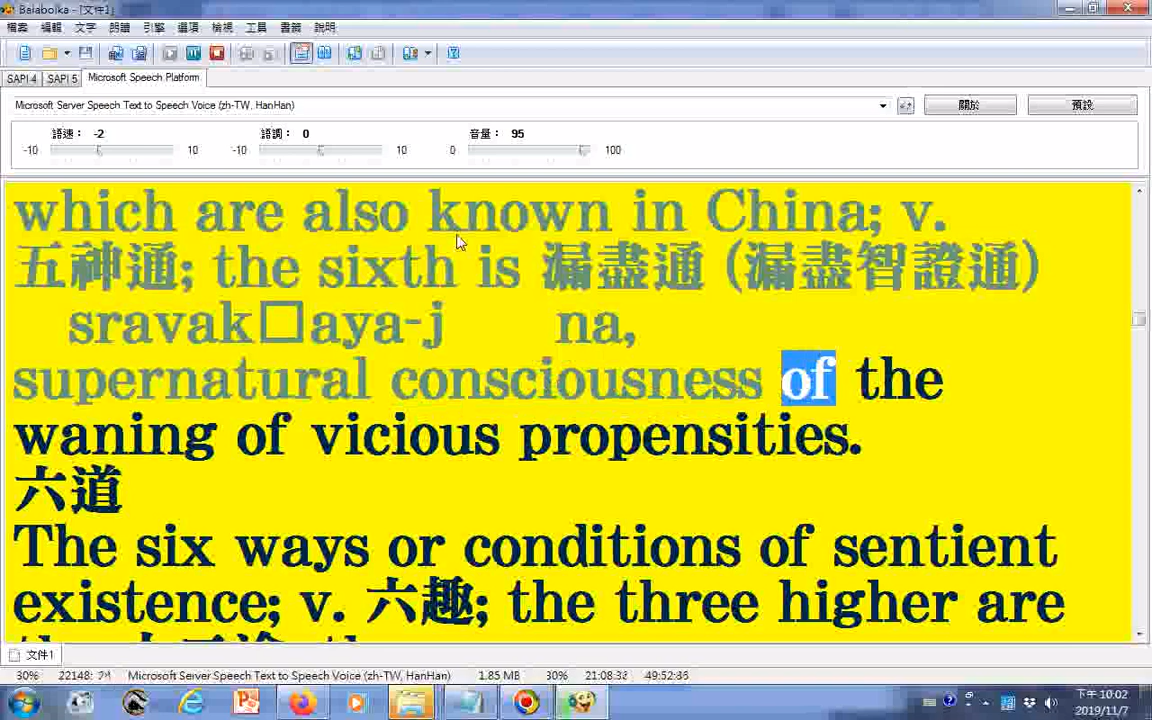 Balabolka - [文件1]
檔案 編輯 文字 朗讀 引擎 選項 檢視 工具 書籤 說明
SAPI 4 SAPI 5 Microsoft Speech Platform
Microsoft Server Speech Text to Speech Voice (zh-TW, HanHan) 關於 預設
語速： -2 語調： 0 音量： 95
-10 10 -10 10 0 100
which are also known in China; v.
五神通; the sixth is 漏盡通 (漏盡智證通)
sravak□aya-j na,
supernatural consciousness of the
waning of vicious propensities.
六道
The six ways or conditions of sentient
existence; v. 六趣; the three higher are
文件1
30% Microsoft Server Speech Text to Speech Voice (zh-TW, HanHan) 1.85 MB 30% 21:08:38
下午 10:02
2019/11/7